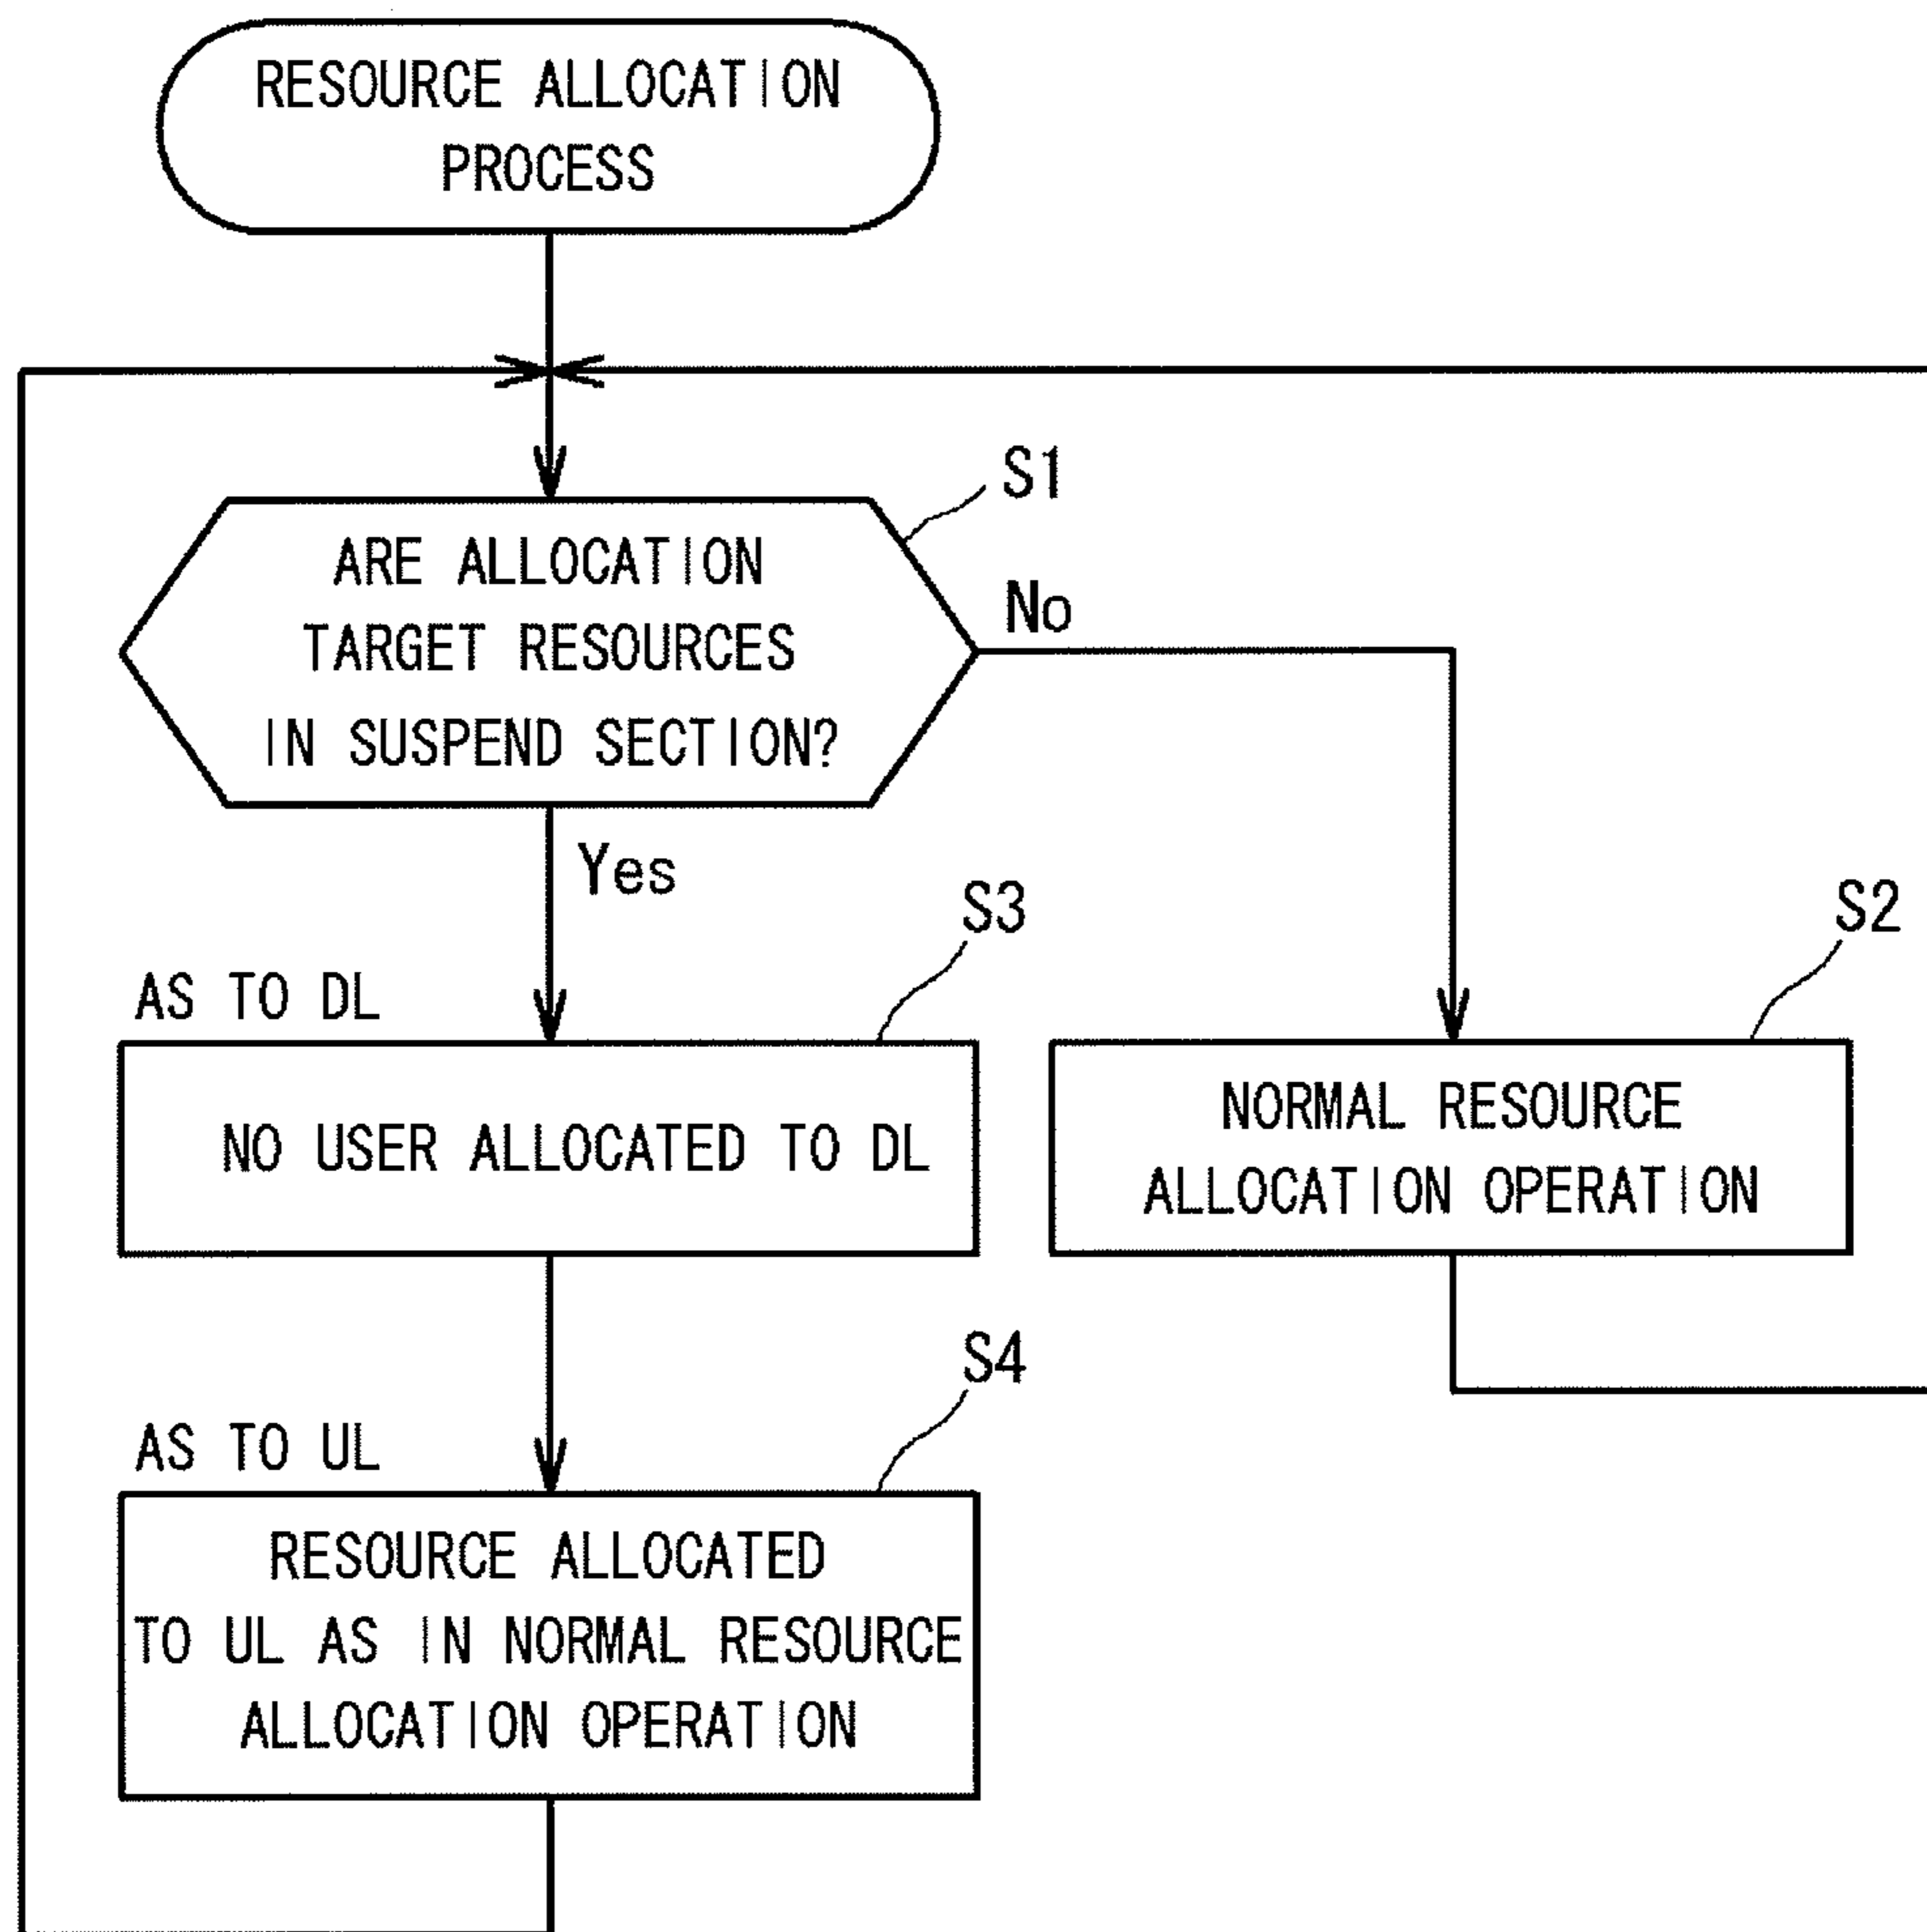 RESOURCE ALLOCATION
PROCESS
S1
ARE ALLOCATION
TARGET RESOURCES
IN SUSPEND SECTION?
No
Yes
S3
S2
AS TO DL
NO USER ALLOCATED TO DL
NORMAL RESOURCE
ALLOCATION OPERATION
S4
AS TO UL
RESOURCE ALLOCATED
TO UL AS IN NORMAL RESOURCE
ALLOCATION OPERATION